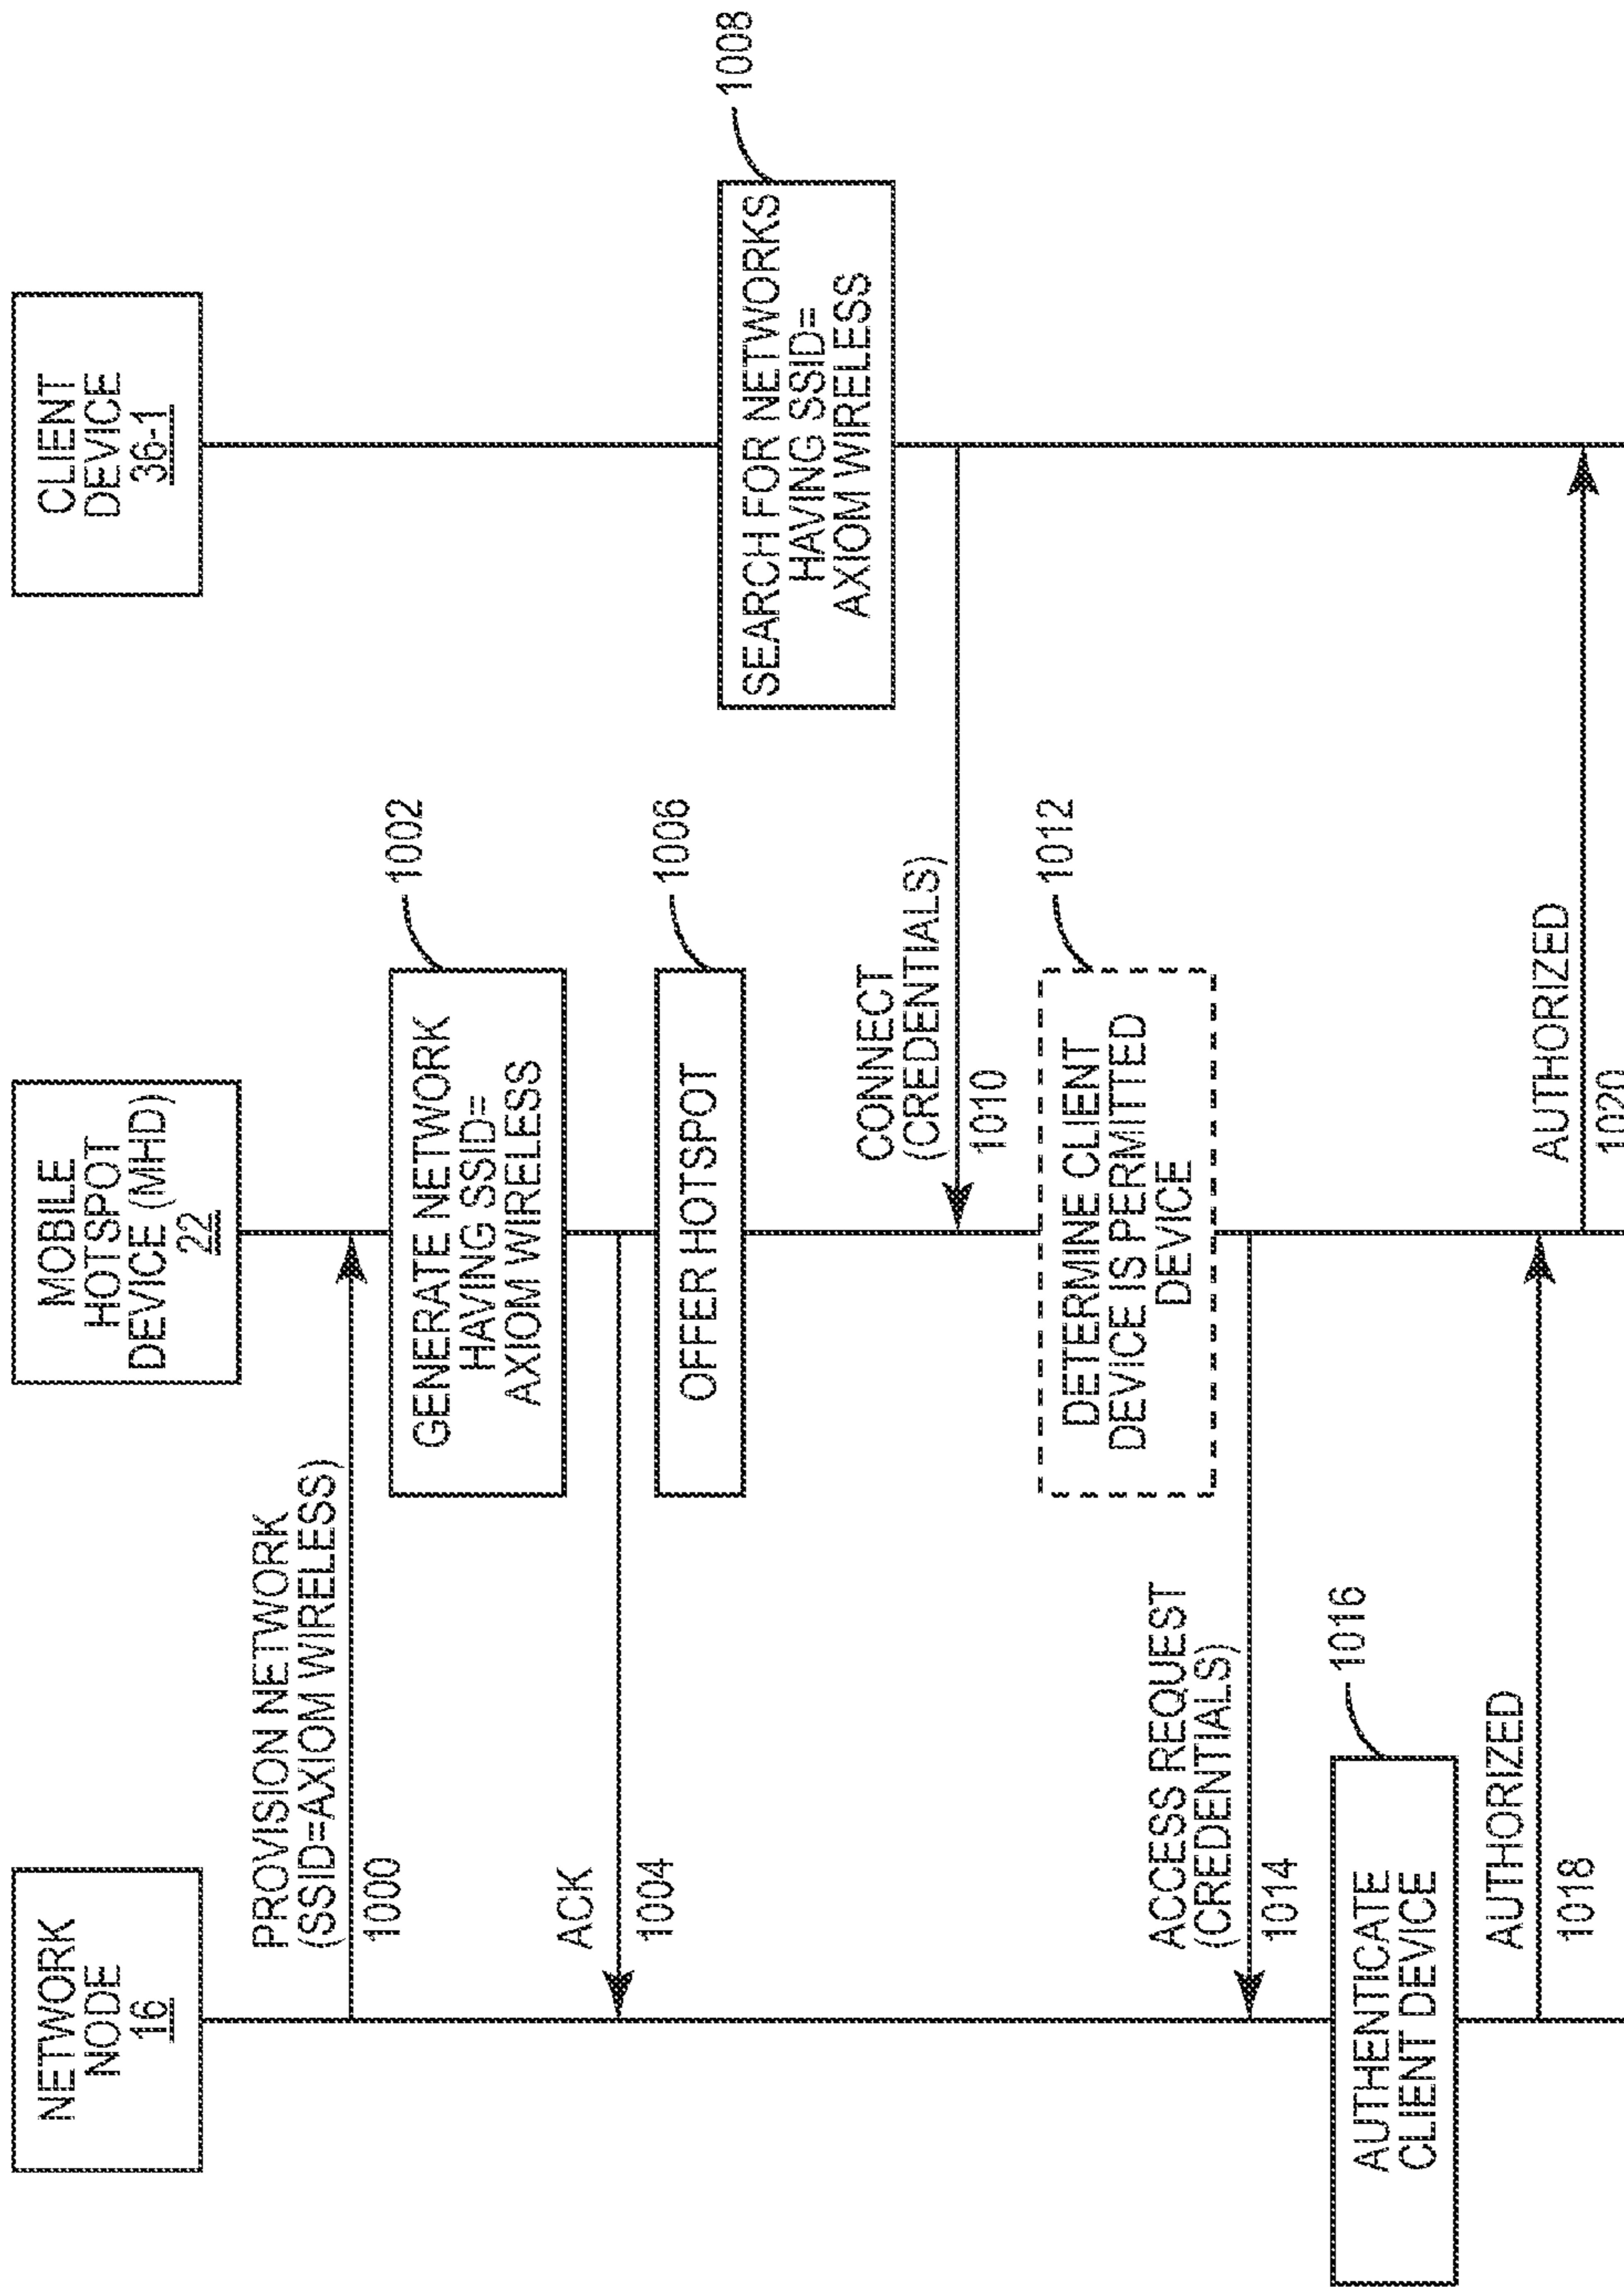 NETWORK
NODE
16
MOBILE
HOTSPOT
DEVICE (MHD)
22
CLIENT
DEVICE
36-1
PROVISION NETWORK
(SSID=AXIOM WIRELESS)
1000
GENERATE NETWORK
HAVING SSID=
AXIOM WIRELESS
1002
ACK
1004
OFFER HOTSPOT
1006
SEARCH FOR NETWORKS
HAVING SSID=
AXIOM WIRELESS
1008
CONNECT
(CREDENTIALS)
1010
DETERMINE CLIENT
DEVICE IS PERMITTED
DEVICE
1012
ACCESS REQUEST
(CREDENTIALS)
1014
AUTHENTICATE
CLIENT DEVICE
1016
AUTHORIZED
1018
AUTHORIZED
1020